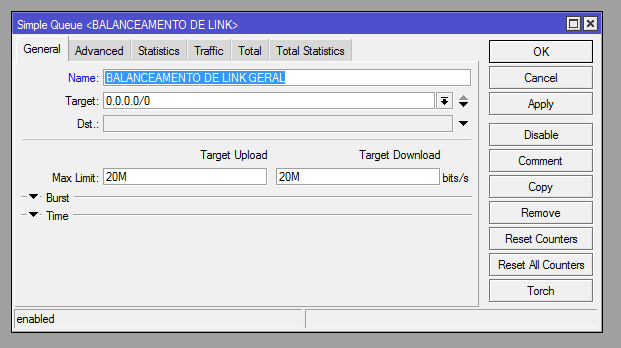 Simple Queue <BALANCEAMENTO DE LINK>
General Advanced Statistics Traffic Total Total Statistics
Name: BALANCEAMENTO DE LINK GERAL
Target: 0.0.0.0/0
Dst.:
Target Upload Target Download
Max Limit: 20M 20M bits/s
Burst
Time
OK
Cancel
Apply
Disable
Comment
Copy
Remove
Reset Counters
Reset All Counters
Torch
enabled